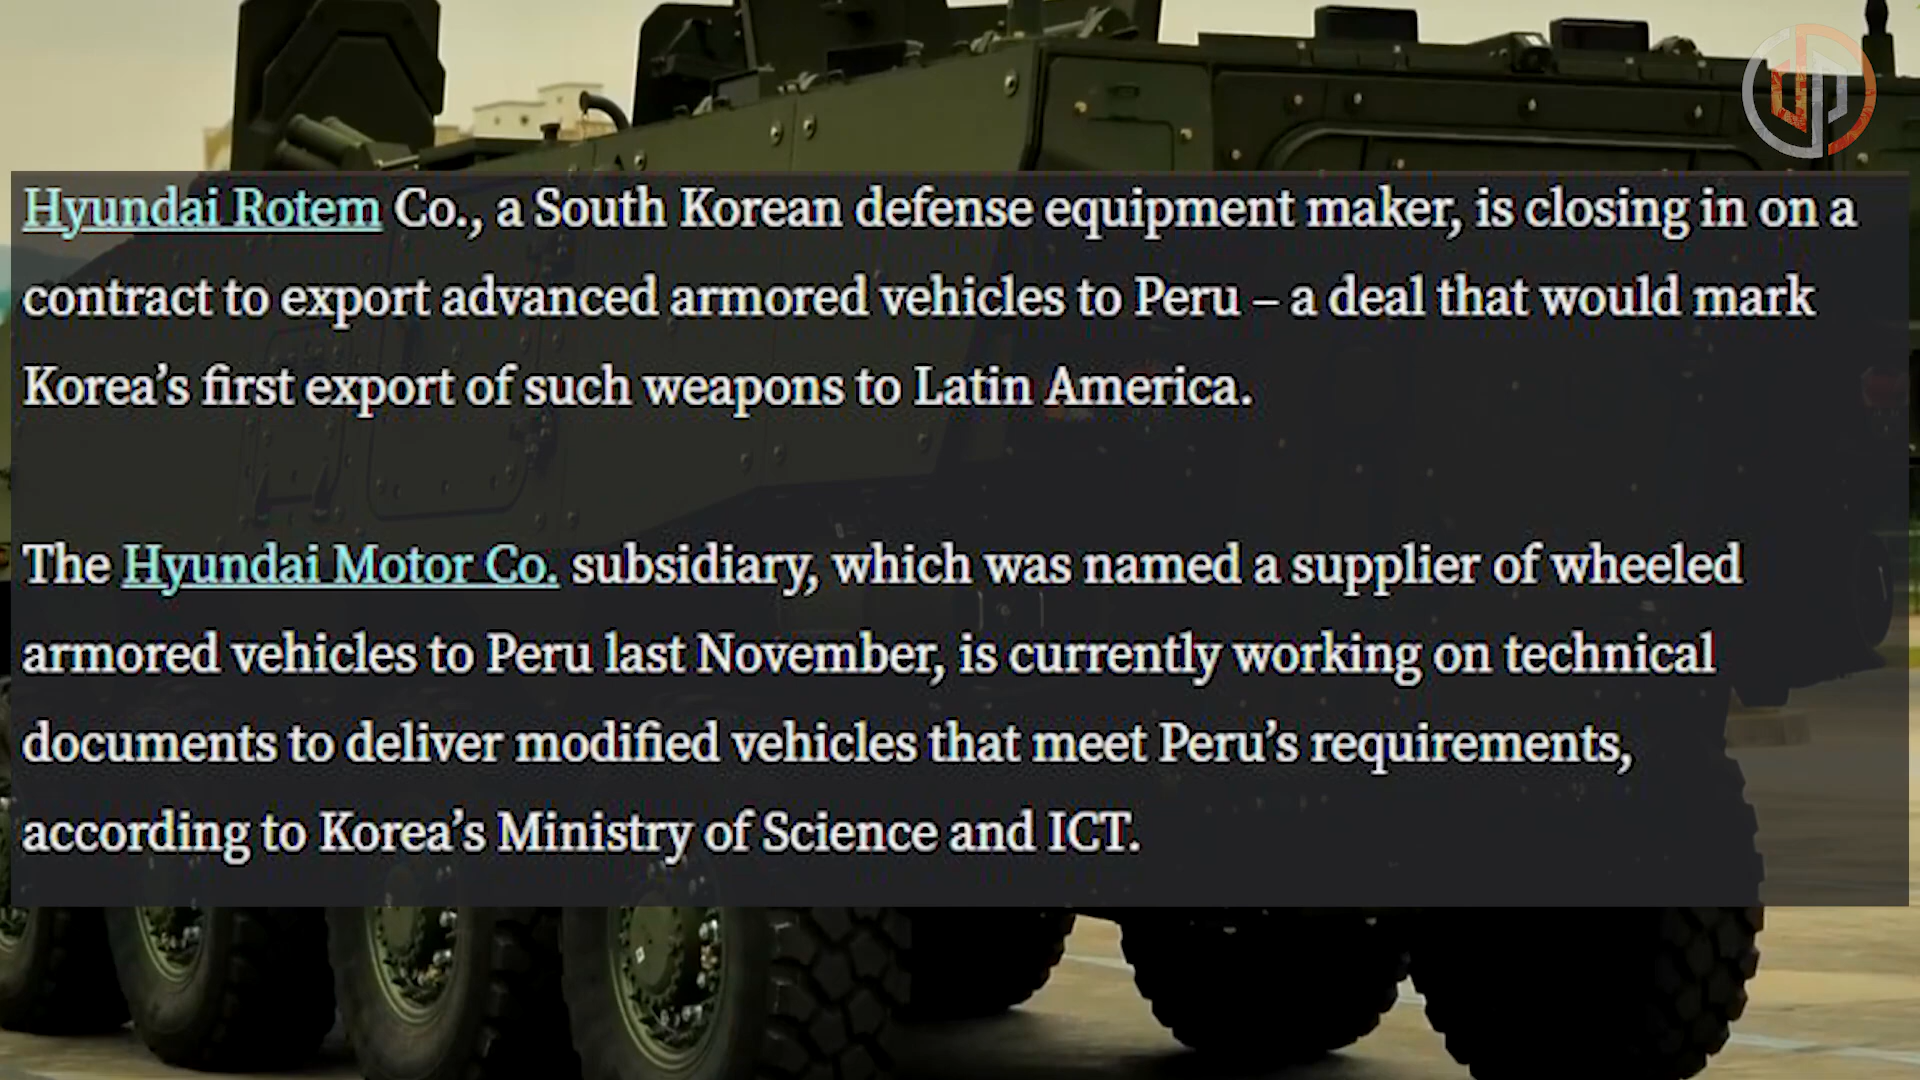 Hyundai Rotem Co., a South Korean defense equipment maker, is closing in on a
contract to export advanced armored vehicles to Peru – a deal that would mark
Korea’s first export of such weapons to Latin America.
The Hyundai Motor Co. subsidiary, which was named a supplier of wheeled
armored vehicles to Peru last November, is currently working on technical
documents to deliver modified vehicles that meet Peru’s requirements,
according to Korea’s Ministry of Science and ICT.